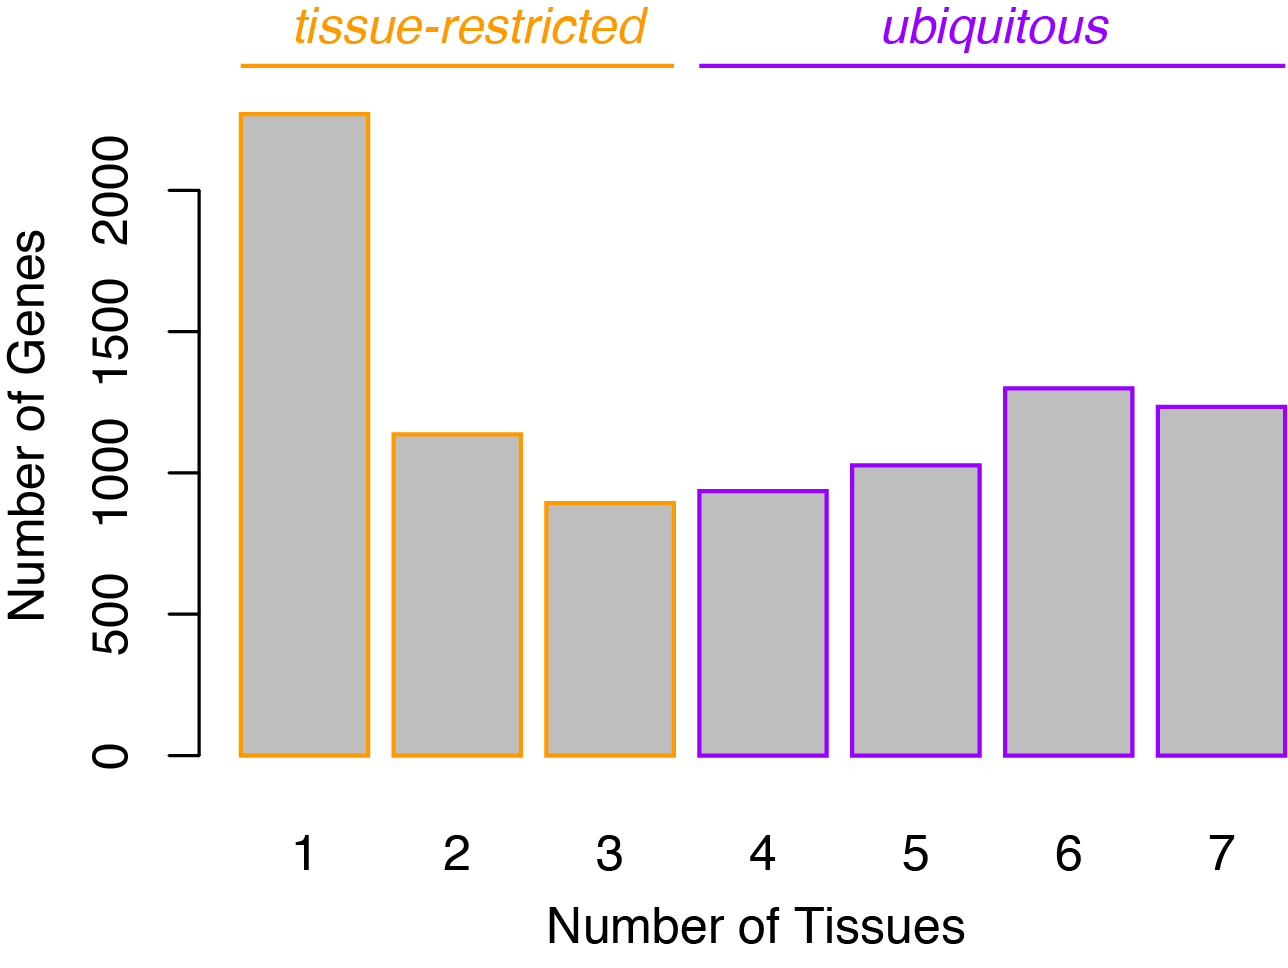 tissue-restricted
ubiquitous
Number of Genes
2000
1500
1000
500
0
1 2 3 4 5 6 7
Number of Tissues